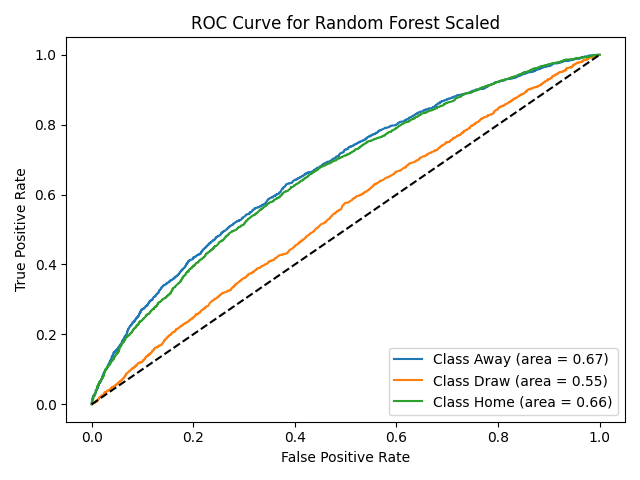 ROC Curve for Random Forest Scaled
True Positive Rate
1.0
0.8
0.6
0.4
0.2
0.0
Class Away (area = 0.67)
Class Draw (area = 0.55)
Class Home (area = 0.66)
0.0 0.2 0.4 0.6 0.8 1.0
False Positive Rate